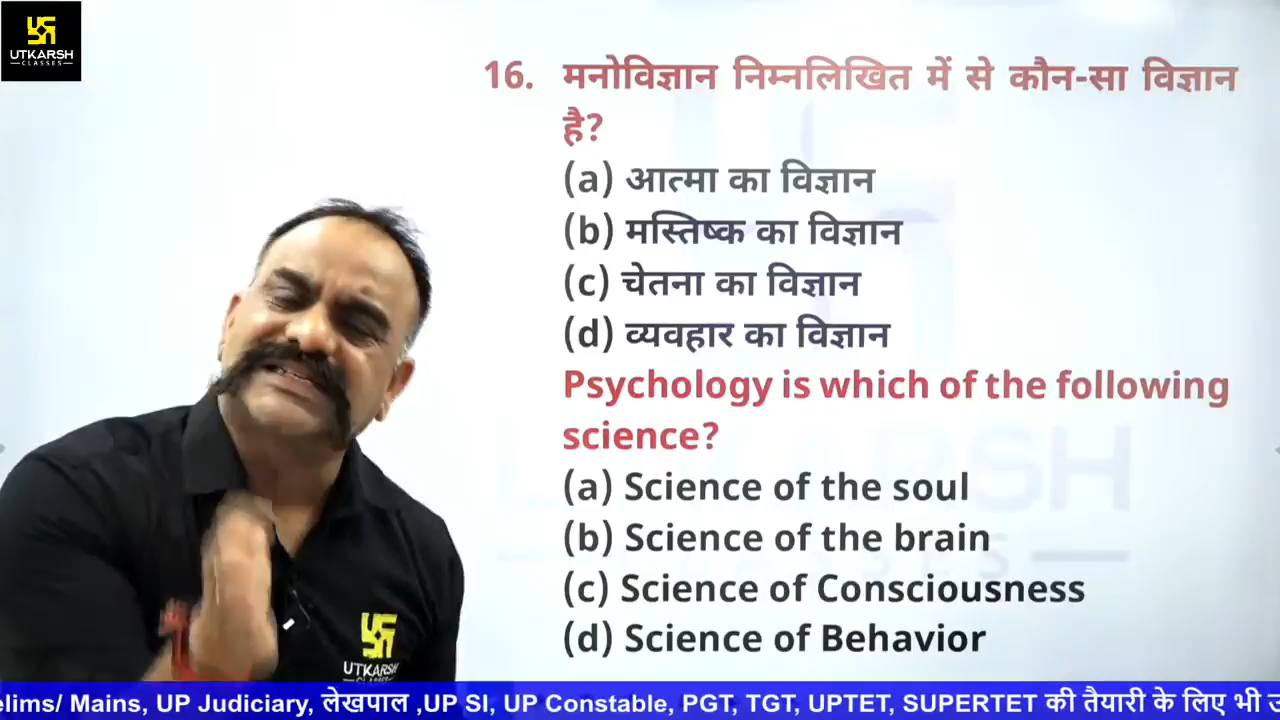 UTKARSH
CLASSES
16. मनोविज्ञान निम्नलिखित में से कौन-सा विज्ञान
है?
(a) आत्मा का विज्ञान
(b) मस्तिष्क का विज्ञान
(c) चेतना का विज्ञान
(d) व्यवहार का विज्ञान
Psychology is which of the following
science?
(a) Science of the soul
(b) Science of the brain
(c) Science of Consciousness
(d) Science of Behavior
UTKARSH
CLASSES
elims/ Mains, UP Judiciary, लेखपाल ,UP SI, UP Constable, PGT, TGT, UPTET, SUPERTET की तैयारी के लिए भी